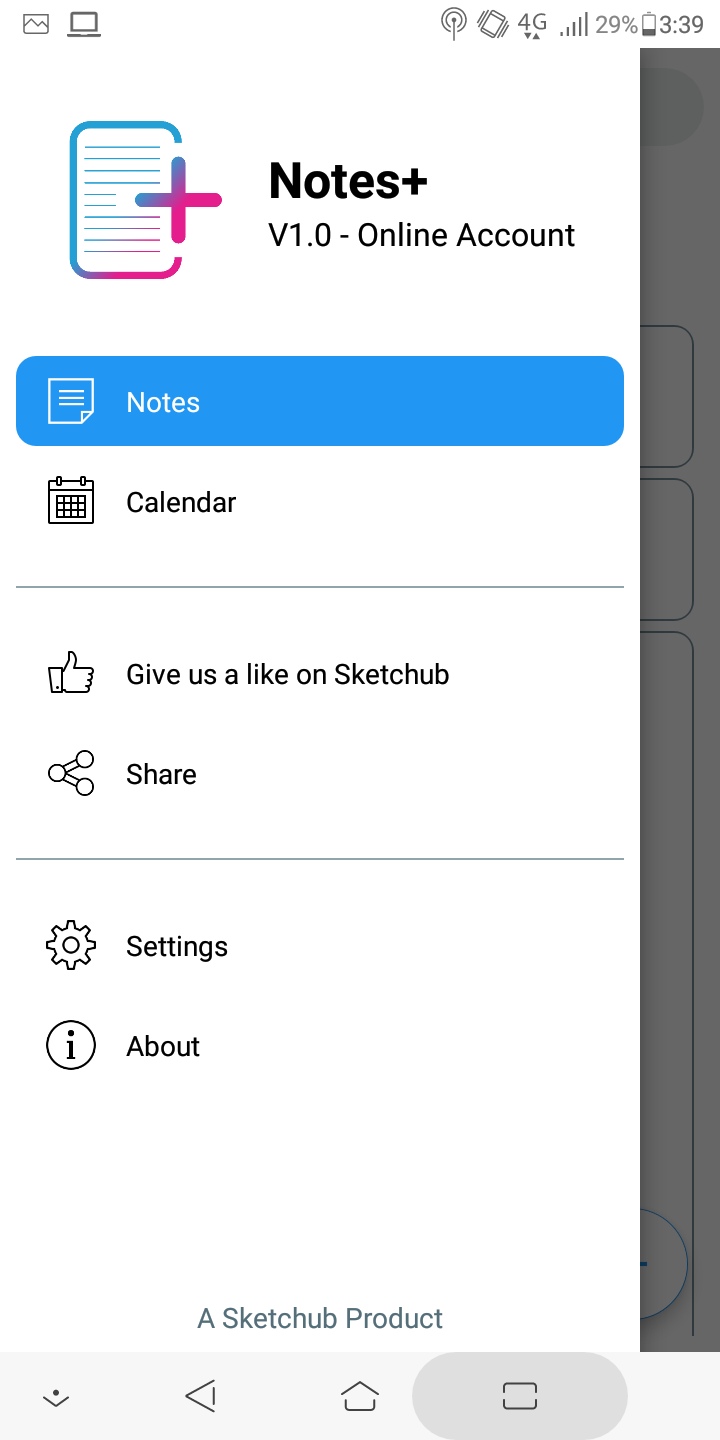 4G 29% 3:39
Notes+
V1.0 - Online Account
Notes
Calendar
Give us a like on Sketchub
Share
Settings
About
A Sketchub Product